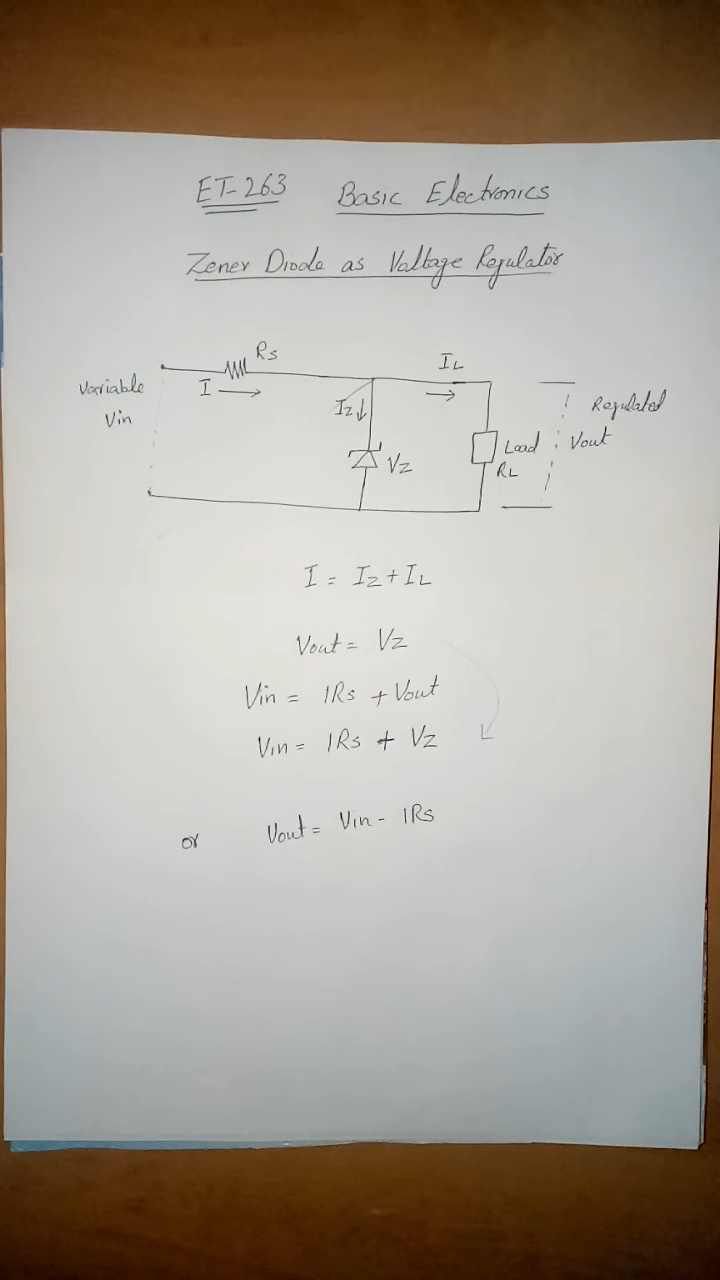 ET-263 Basic Electronics
Zener Diode as Voltage Regulator
Rs
IL
Variable
Vin
I
Iz
Regulated
Vout
Vz
Load
RL
I = Iz + IL
Vout = Vz
Vin = IRs + Vout
Vin = IRs + Vz
or Vout = Vin - IRs